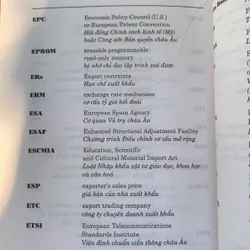 EPC Economic Policy Council (U.S.)
or European Patent Convention
Hội đồng Chính sách kinh tế (Mỹ)
hoặc Công ước Bản quyền châu Âu
EPROM erasable programmable
read-only memory
bộ nhớ chỉ đọc lập trình xoá được
ERs Export restraints
Hạn chế xuất khẩu
ERM exchange rate mechanism
cơ cấu tỷ giá hối đoái
ESA European Space Agency
Cơ quan Vũ trụ châu Âu
ESAF Enhanced Structural Adjustment Facility
Chương trình Điều chỉnh cơ cấu mở rộng
ESCMIA Education, Scientific
and Cultural Material Import Act
Luật Nhập khẩu vật tư giáo dục, khoa học
và văn hoá
ESP exporter's sales price
giá bán của nhà xuất khẩu
ETC export trading company
công ty chuyên doanh xuất khẩu
ETSI European Telecommunications
Standards Institute
Viện định chuẩn viễn thông châu Âu